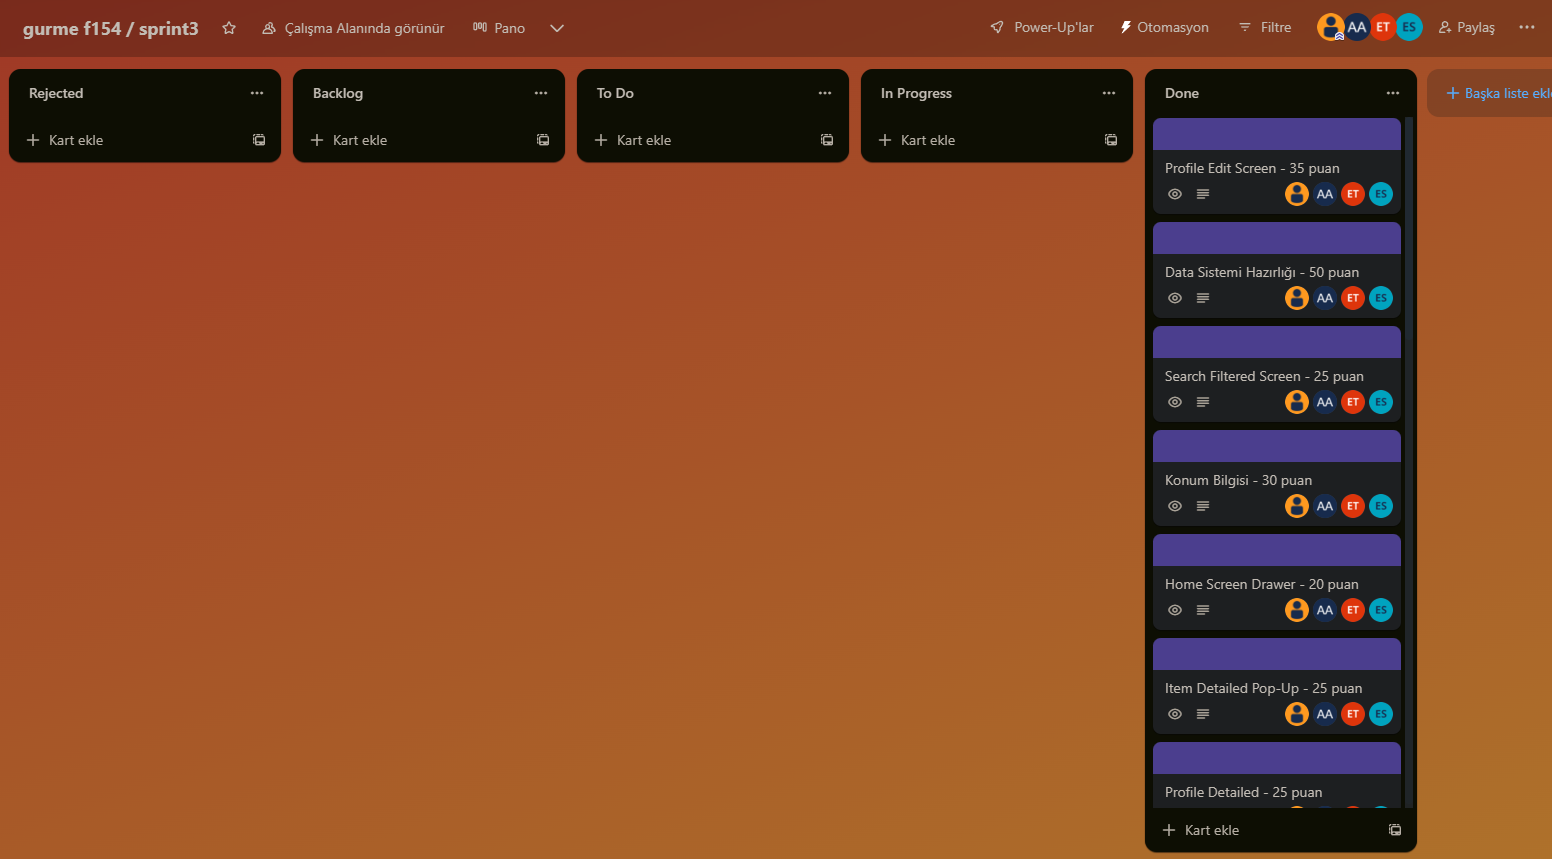 gurme f154 / sprint3
Çalışma Alanında görünür
Pano
Power-Up'lar
Otomasyon
Filtre
AA
ET
ES
Paylaş
Rejected
Kart ekle
Backlog
Kart ekle
To Do
Kart ekle
In Progress
Kart ekle
Done
Profile Edit Screen - 35 puan
AA ET ES
Data Sistemi Hazırlığı - 50 puan
AA ET ES
Search Filtered Screen - 25 puan
AA ET ES
Konum Bilgisi - 30 puan
AA ET ES
Home Screen Drawer - 20 puan
AA ET ES
Item Detailed Pop-Up - 25 puan
AA ET ES
Profile Detailed - 25 puan
Kart ekle
Başka liste ekle